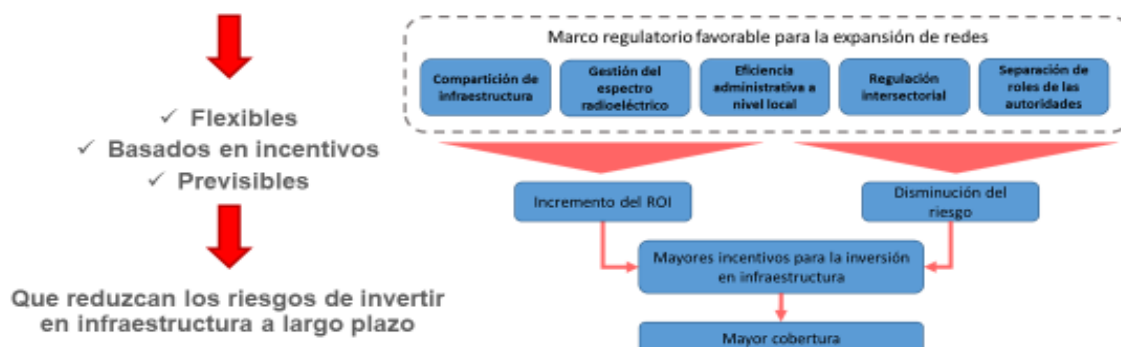 ✓ Flexibles
✓ Basados en incentivos
✓ Previsibles
Que reduzcan los riesgos de invertir
en infraestructura a largo plazo
Marco regulatorio favorable para la expansión de redes
Compartición de
infraestructura
Gestión del
espectro
radioeléctrico
Eficiencia
administrativa a
nivel local
Regulación
intersectorial
Separación de
roles de las
autoridades
Incremento del ROI
Disminución del
riesgo
Mayores incentivos para la inversión
en infraestructura
Mayor cobertura